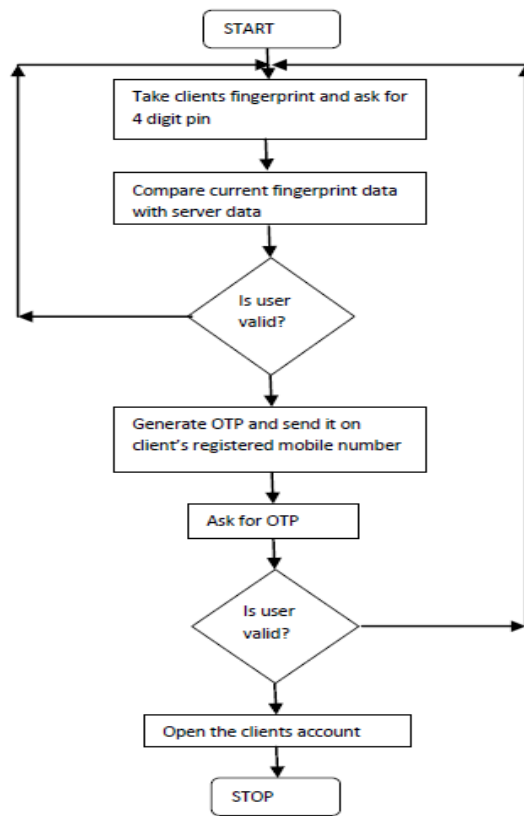 START
Take clients fingerprint and ask for
4 digit pin
Compare current fingerprint data
with server data
Is user
valid?
Generate OTP and send it on
client's registered mobile number
Ask for OTP
Is user
valid?
Open the clients account
STOP